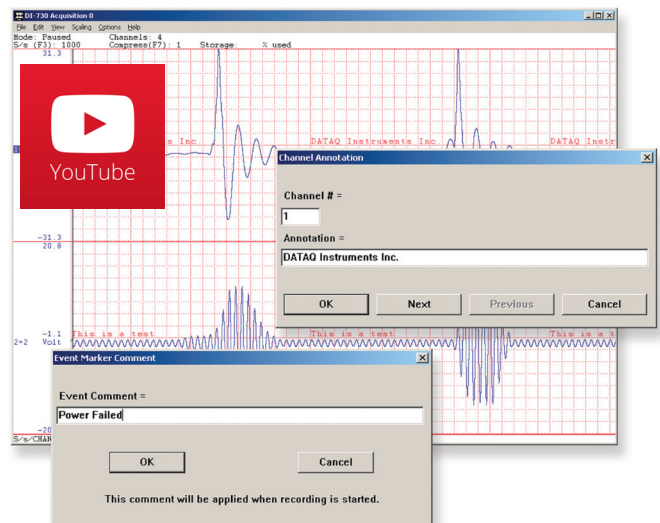 DI-730 Acquisition 0
File Edit View Scaling Options Help
Mode: Paused Channels: 4
S/s (F3): 1000 Compress(F7): 1 Storage: % used
31.3
YouTube
s Inc DATAQ Instruments Inc. DATAQ Instr
Channel Annotation
Channel # =
1
Annotation =
DATAQ Instruments Inc.
OK Next Previous Cancel
-31.3
20.8
-1.1 This is a test This is a test This is a t
2=2 Volt
Event Marker Comment
Event Comment =
Power Failed
OK Cancel
This comment will be applied when recording is started.
-20
S/s/CHAN